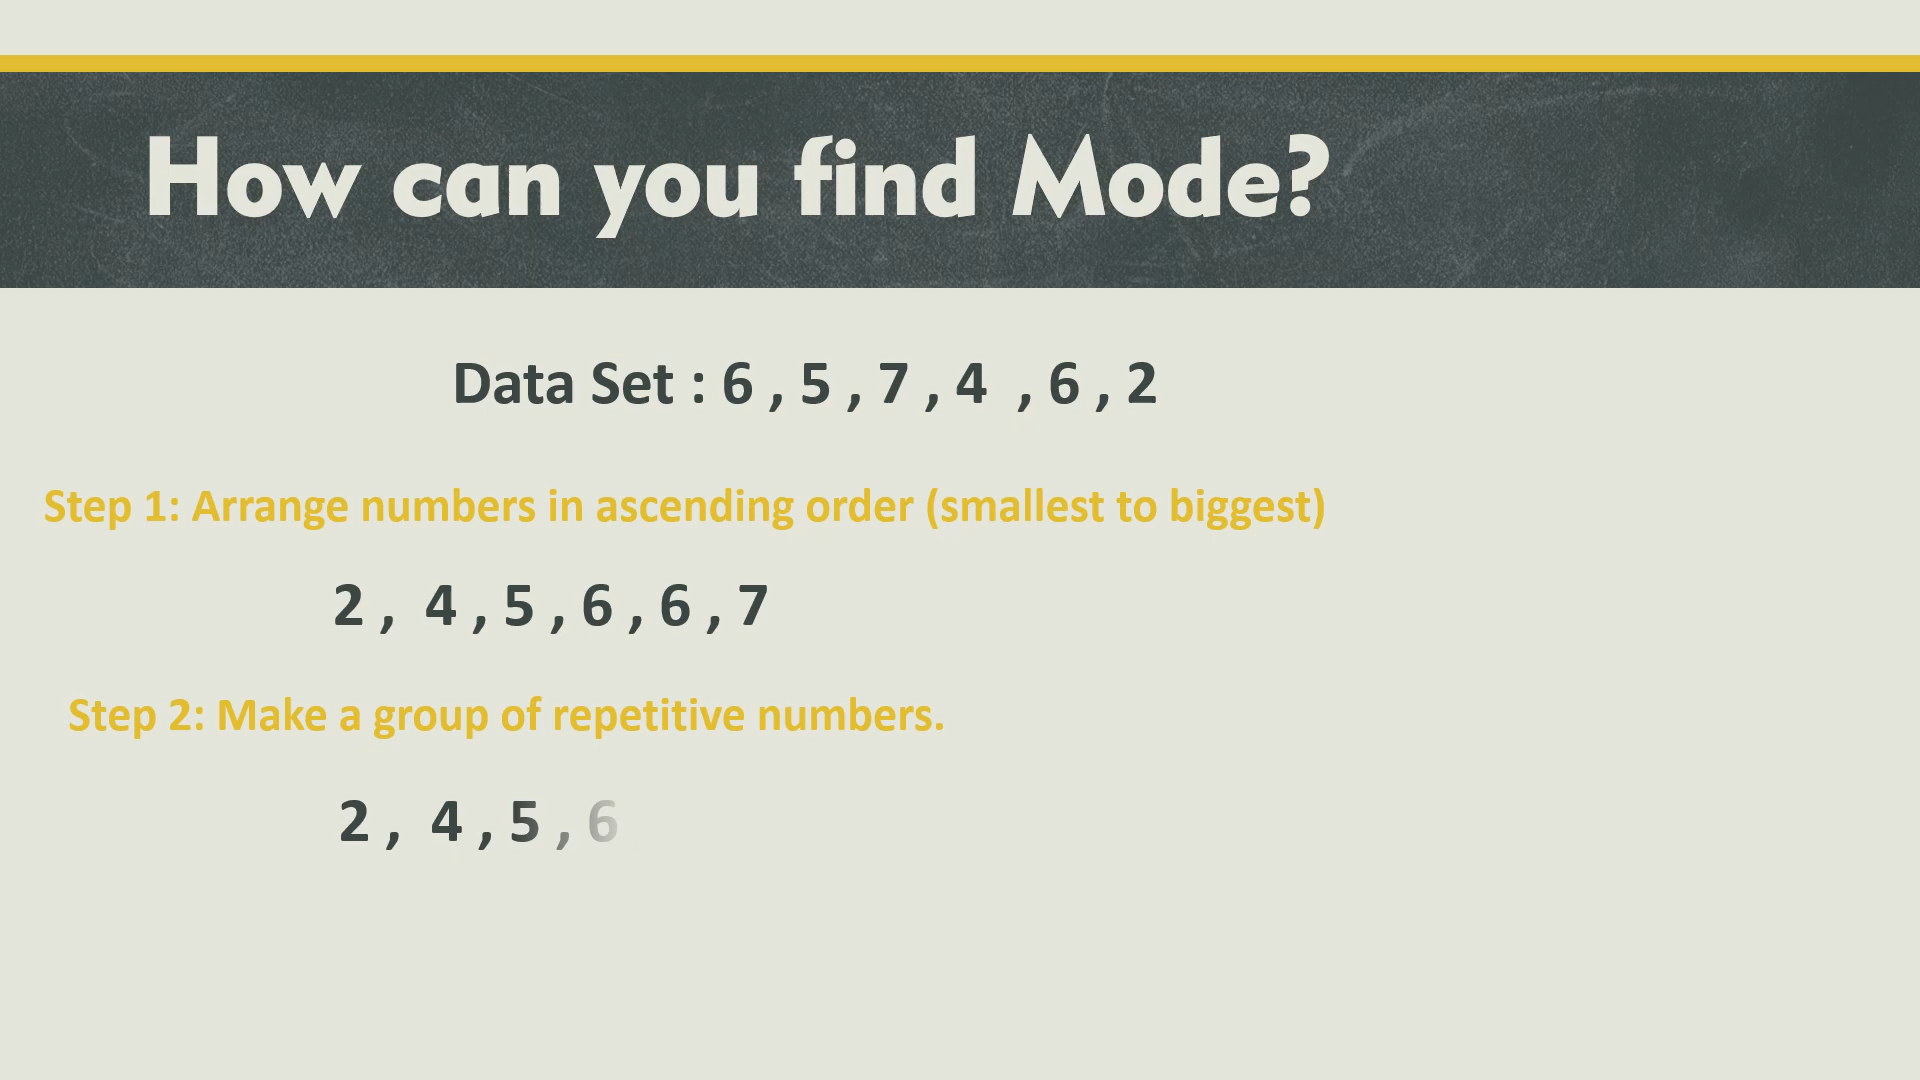 How can you find Mode?
Data Set : 6 , 5 , 7 , 4 , 6 , 2
Step 1: Arrange numbers in ascending order (smallest to biggest)
2 , 4 , 5 , 6 , 6 , 7
Step 2: Make a group of repetitive numbers.
2 , 4 , 5 , 6